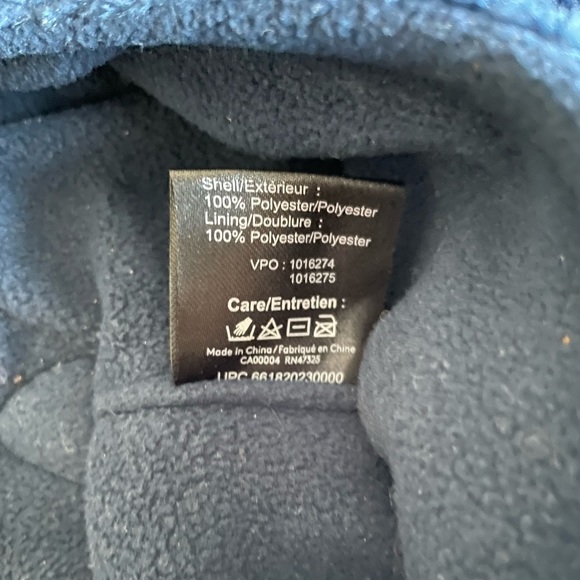 Shell/Extérieur :
100% Polyester/Polyester
Lining/Doublure :
100% Polyester/Polyester
VPO : 1016274
1016275
Care/Entretien :
Made in China/Fabriqué en Chine
CA00004 RN47325
UPC 661820230000